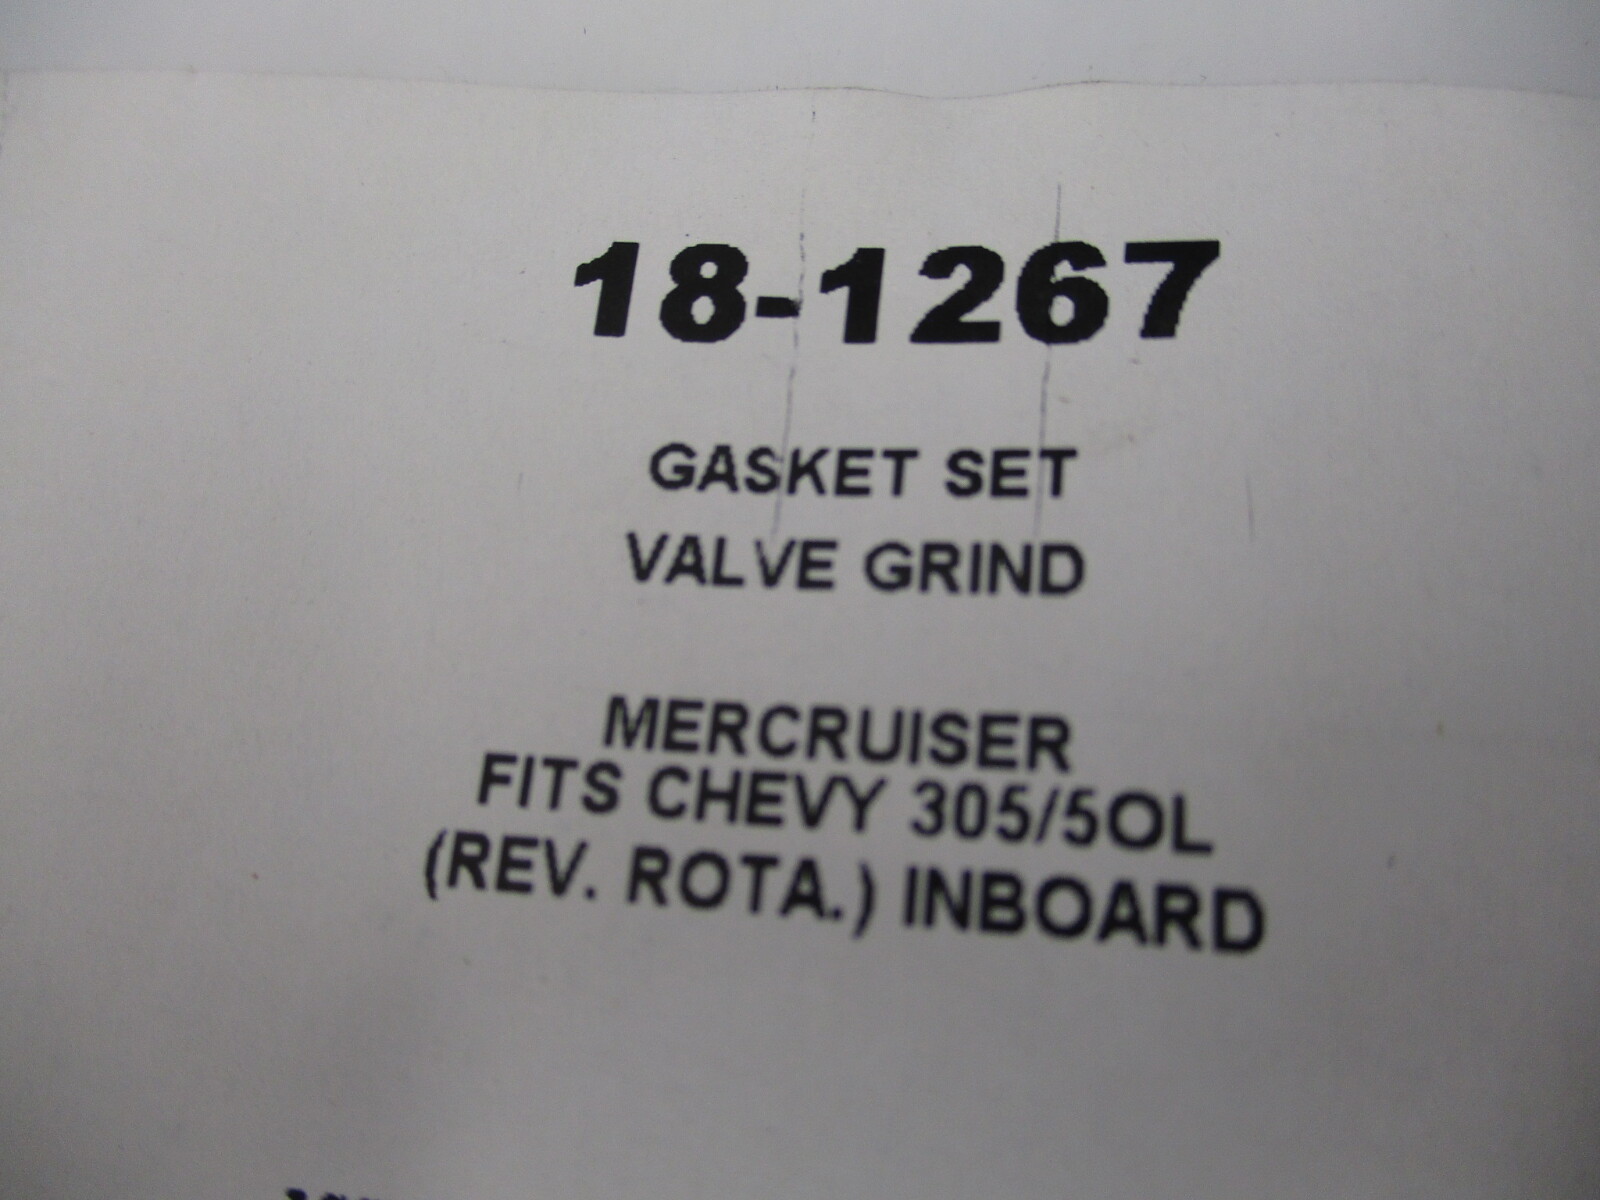 18-1267
GASKET SET
VALVE GRIND
MERCRUISER
FITS CHEVY 305/5OL
(REV. ROTA.) INBOARD